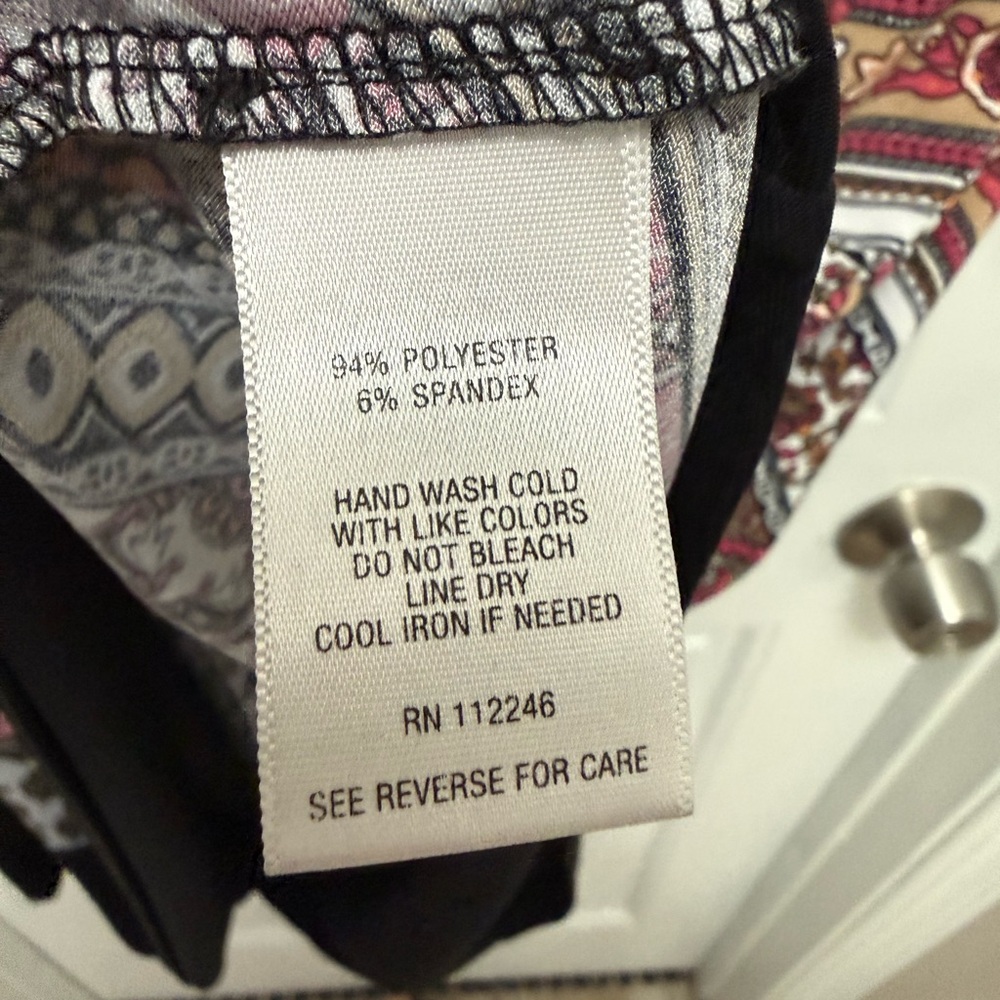 94% POLYESTER
6% SPANDEX
HAND WASH COLD
WITH LIKE COLORS
DO NOT BLEACH
LINE DRY
COOL IRON IF NEEDED
RN 112246
SEE REVERSE FOR CARE